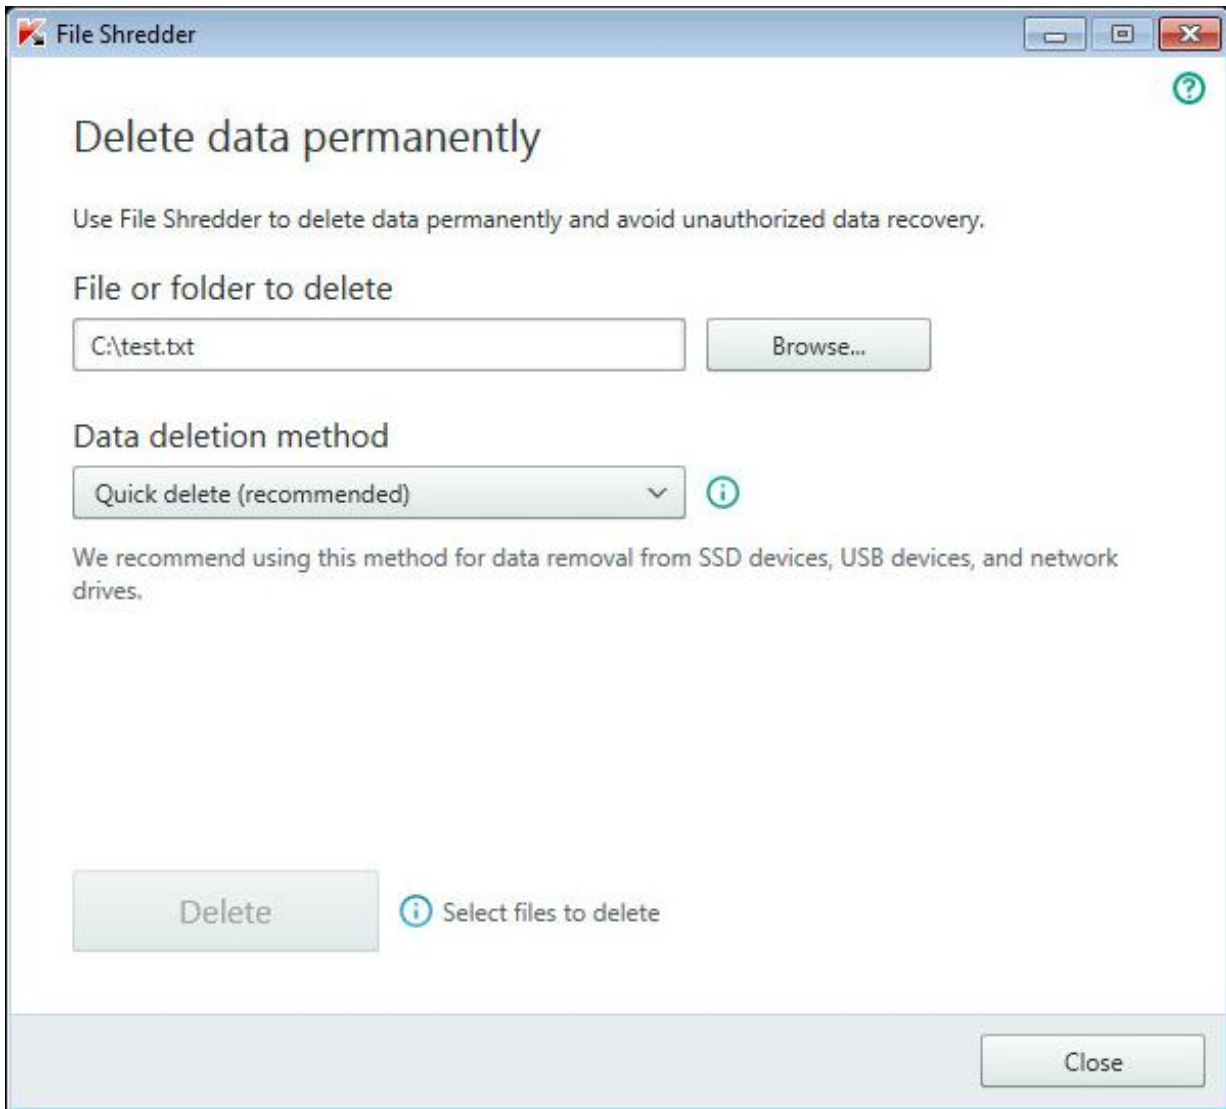 File Shredder
Delete data permanently
Use File Shredder to delete data permanently and avoid unauthorized data recovery.
File or folder to delete
C:\test.txt
Browse...
Data deletion method
Quick delete (recommended)
We recommend using this method for data removal from SSD devices, USB devices, and network
drives.
Delete
Select files to delete
Close